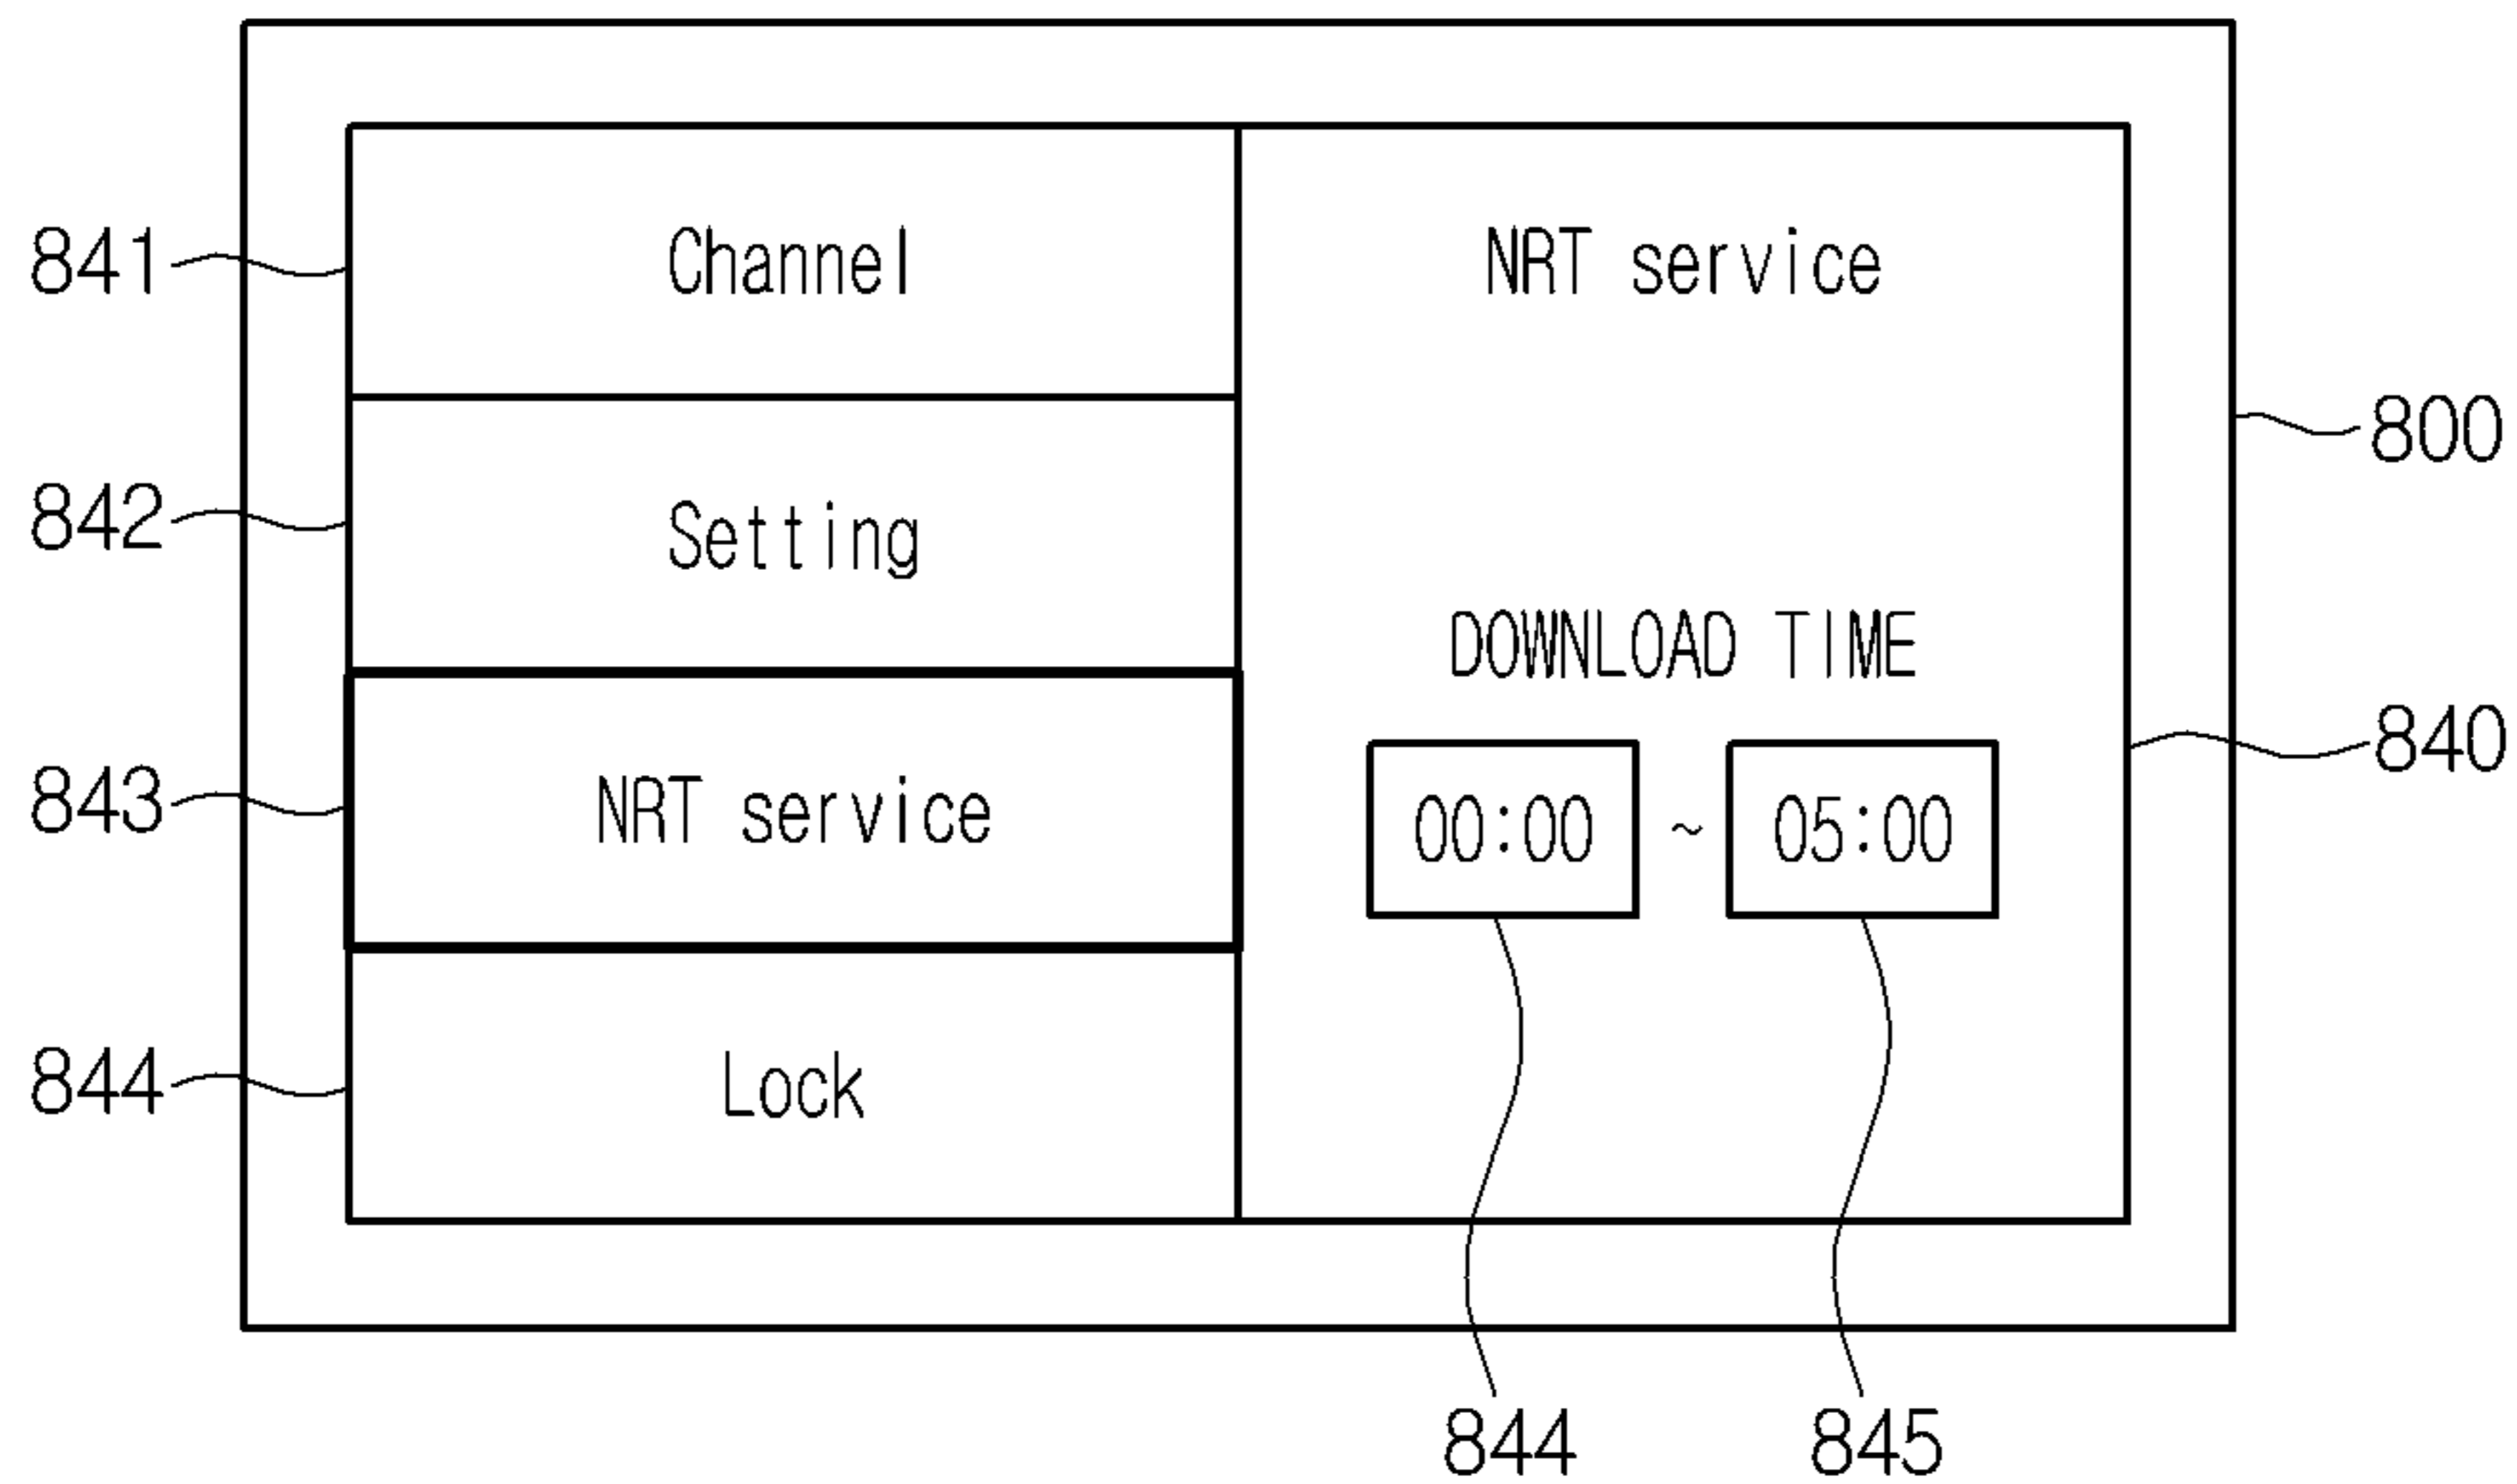 841
Channel
NRT service
800
842
Setting
DOWNLOAD TIME
840
843
NRT service
00:00 ~ 05:00
844
Lock
844
845